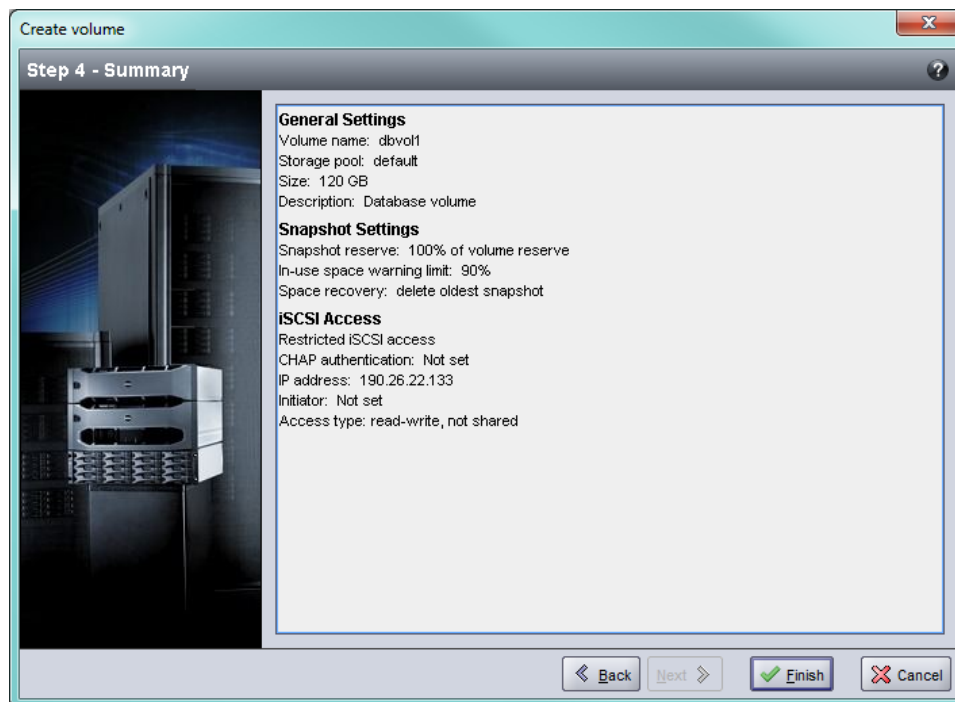 Create volume
Step 4 - Summary
General Settings
Volume name: dbvol1
Storage pool: default
Size: 120 GB
Description: Database volume
Snapshot Settings
Snapshot reserve: 100% of volume reserve
In-use space warning limit: 90%
Space recovery: delete oldest snapshot
iSCSI Access
Restricted iSCSI access
CHAP authentication: Not set
IP address: 190.26.22.133
Initiator: Not set
Access type: read-write, not shared
Back Next Finish Cancel